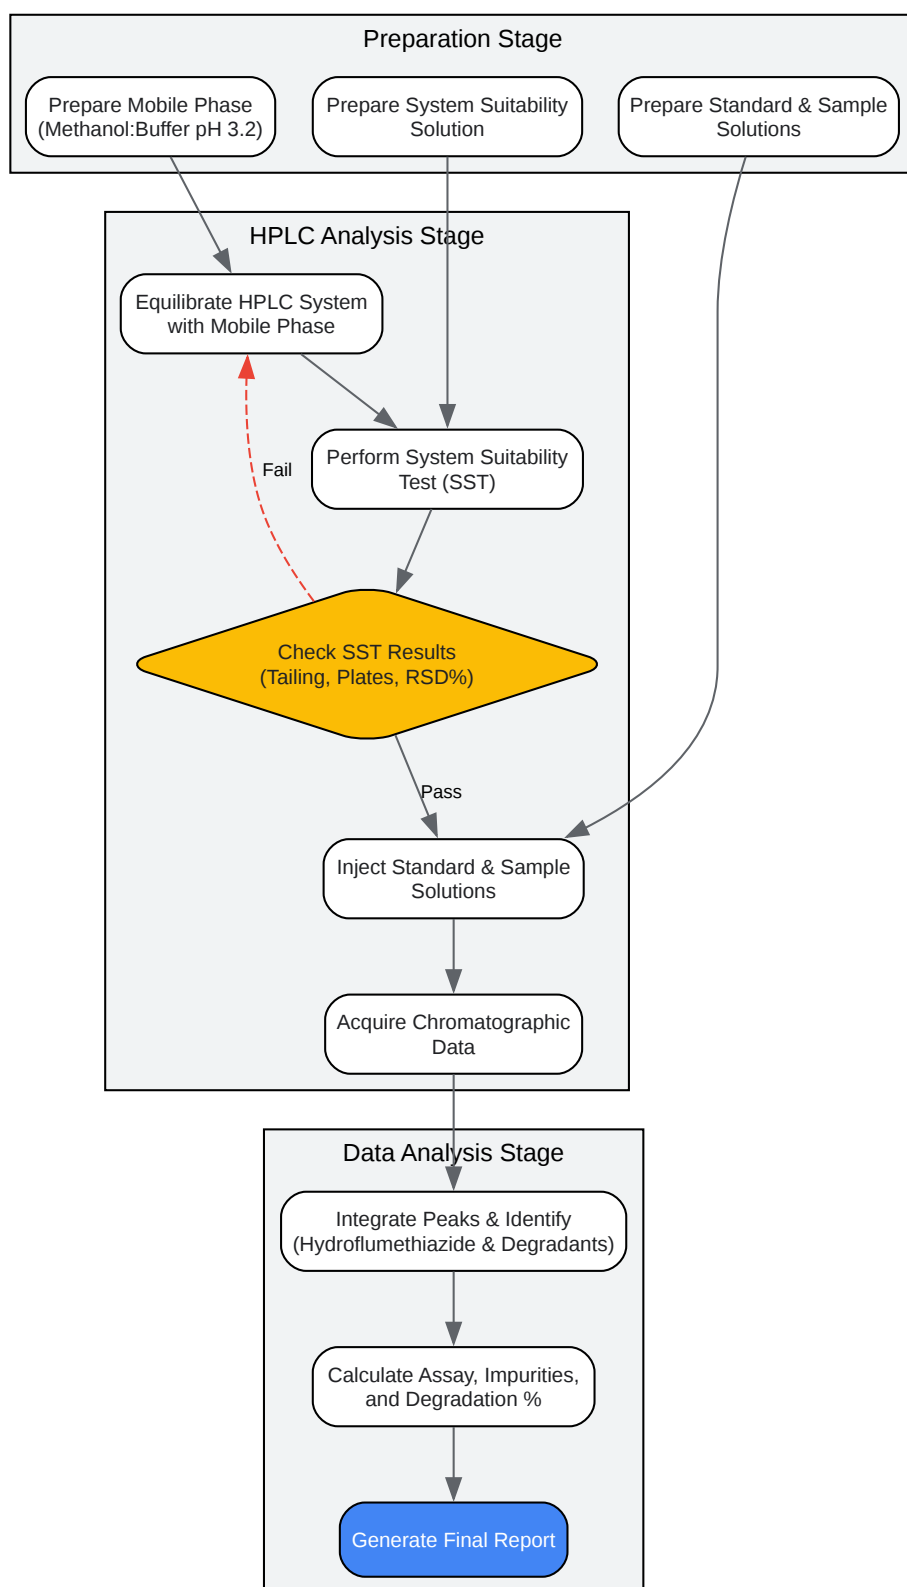 Preparation Stage
Prepare Mobile Phase
(Methanol:Buffer pH 3.2)
Prepare System Suitability
Solution
Prepare Standard & Sample
Solutions
HPLC Analysis Stage
Equilibrate HPLC System
with Mobile Phase
Fail
Perform System Suitability
Test (SST)
Check SST Results
(Tailing, Plates, RSD%)
Pass
Inject Standard & Sample
Solutions
Acquire Chromatographic
Data
Data Analysis Stage
Integrate Peaks & Identify
(Hydroflumethiazide & Degradants)
Calculate Assay, Impurities,
and Degradation %
Generate Final Report